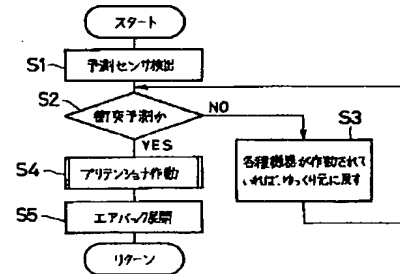 スタート
S1
予測センサ検出
S2
衝突予測か
NO
S3
YES
各種機器が作動されて
いれば、ゆっくり元に戻す
S4
プリテンショナ作動
S5
エアバック展開
リターン